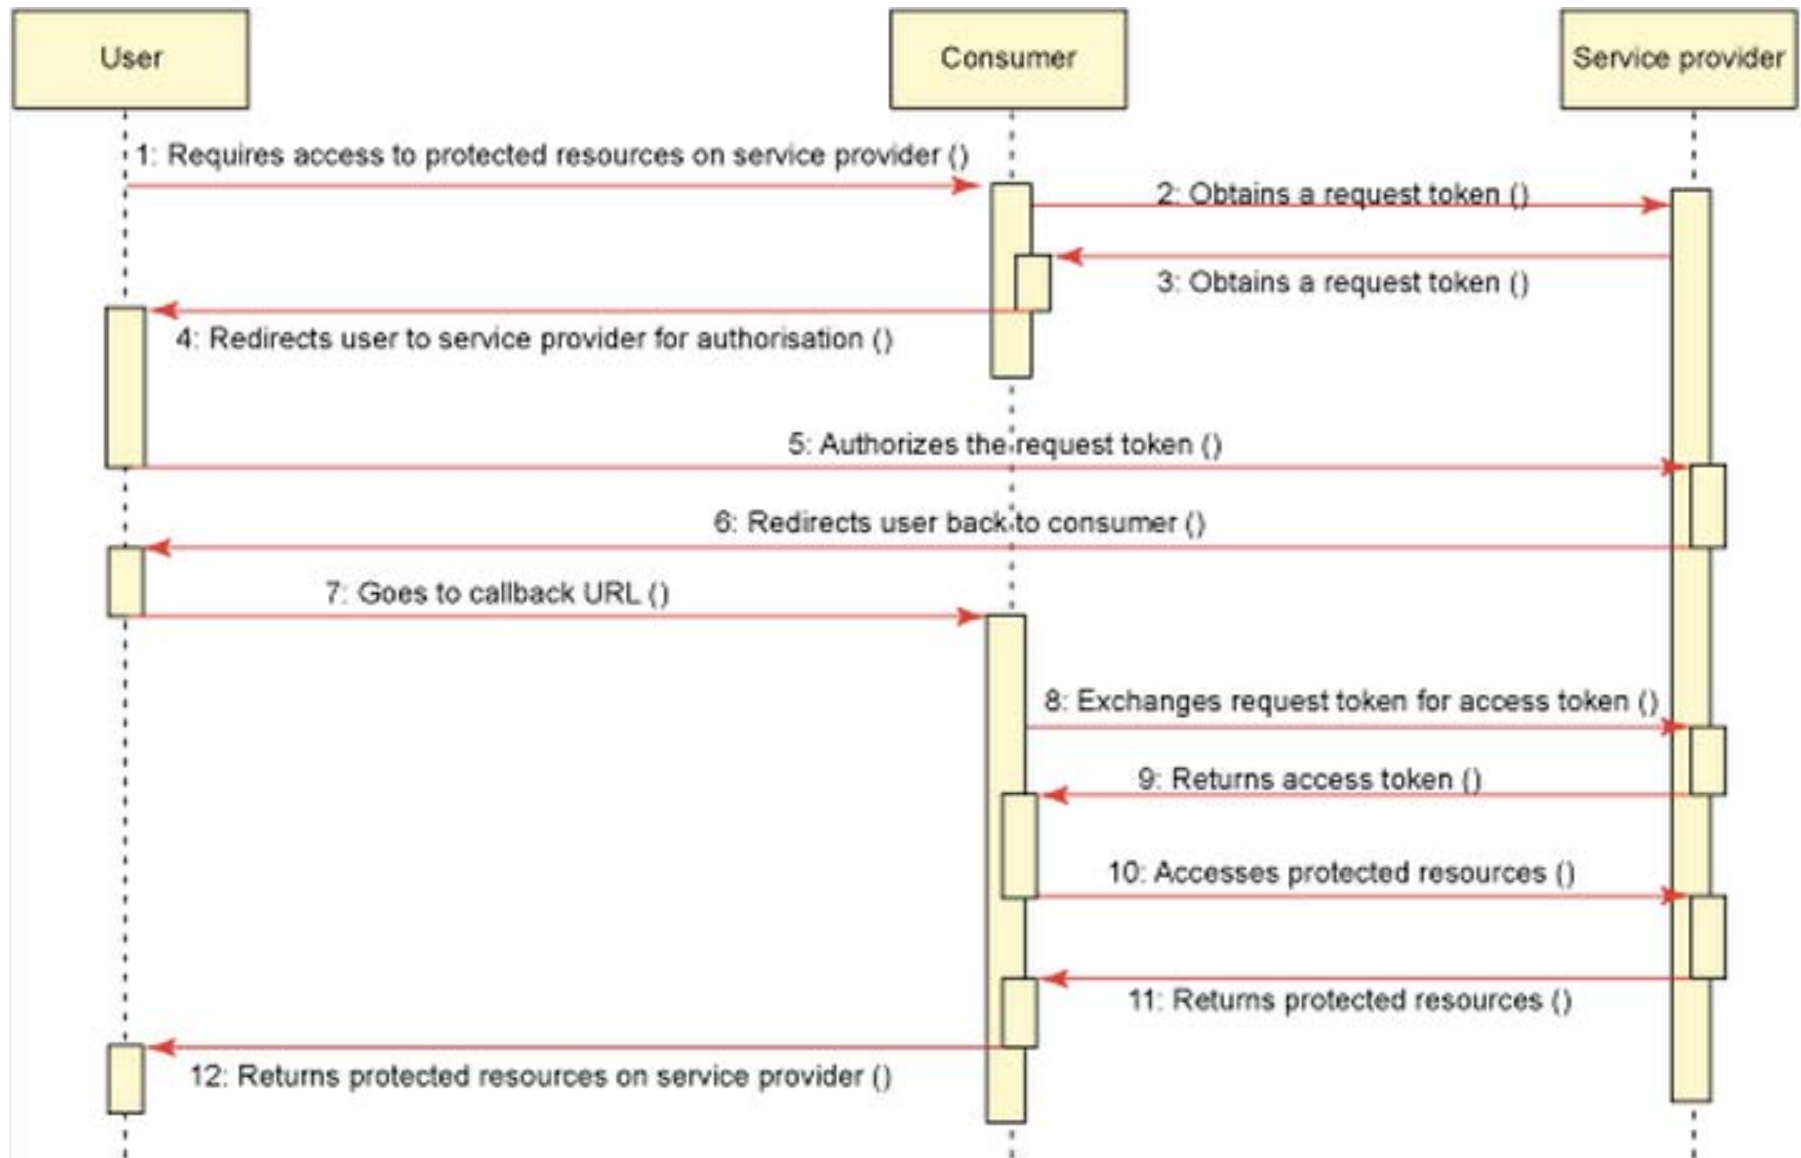 User
Consumer
Service provider
1: Requires access to protected resources on service provider ()
2: Obtains a request token ()
3: Obtains a request token ()
4: Redirects user to service provider for authorisation ()
5: Authorizes the request token ()
6: Redirects user back to consumer ()
7: Goes to callback URL ()
8: Exchanges request token for access token ()
9: Returns access token ()
10: Accesses protected resources ()
11: Returns protected resources ()
12: Returns protected resources on service provider ()